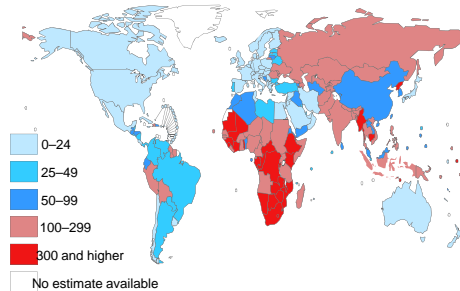 0–24
25–49
50–99
100–299
300 and higher
No estimate available